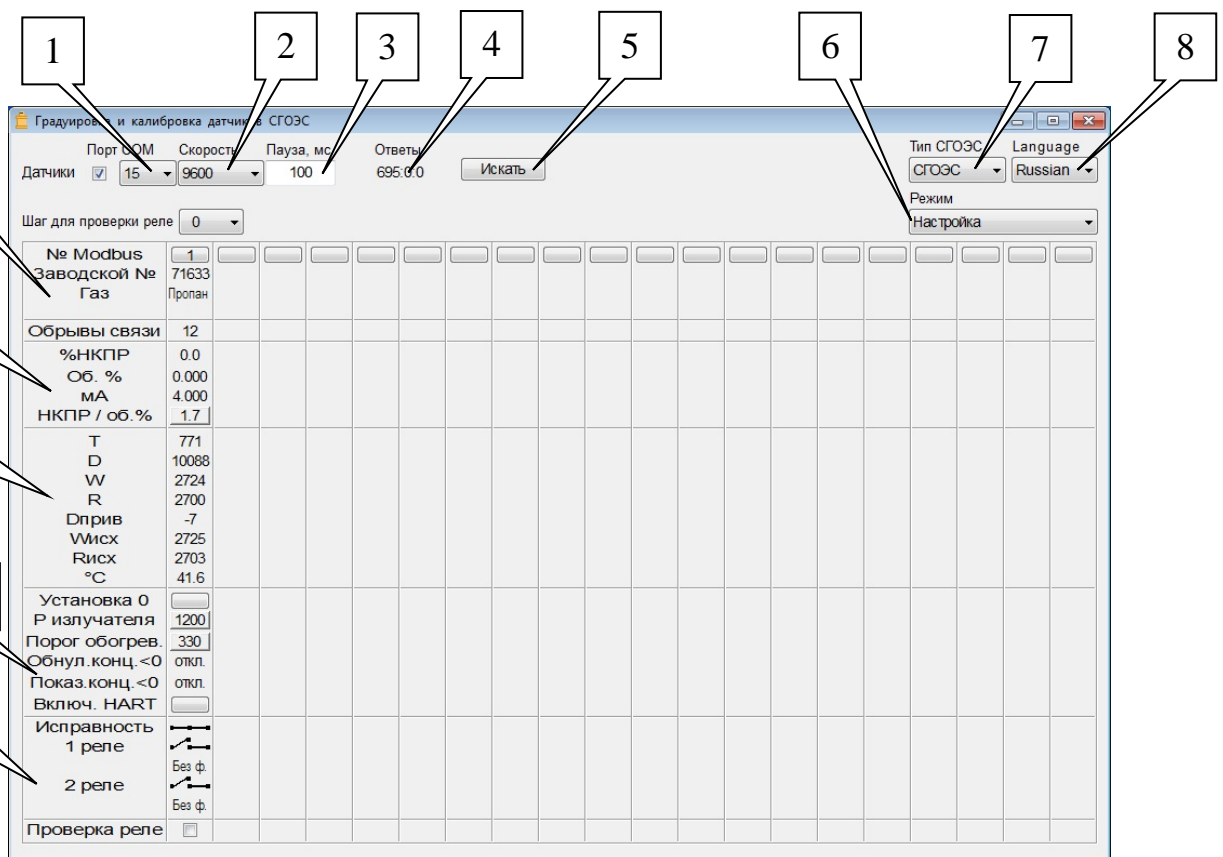 1 2 3 4 5 6 7 8
Градуировка и калибровка датчиков СГОЭС
Порт COM Скорость Пауза, мс Ответы Тип СГОЭС Language
Датчики 15 9600 100 695:0:0 Искать СГОЭС Russian
Режим
Шаг для проверки реле 0 Настройка
№ Modbus 1
Заводской № 71633
Газ Пропан
Обрывы связи 12
%НКПР 0.0
Об. % 0.000
мА 4.000
НКПР / об.% 1.7
T 771
D 10088
W 2724
R 2700
Dприв -7
Wисх 2725
Rисх 2703
°C 41.6
Установка 0
P излучателя 1200
Порог обогрев. 330
Обнул.конц.<0 откл.
Показ.конц.<0 откл.
Включ. HART
Исправность
1 реле
Без ф.
2 реле
Без ф.
Проверка реле